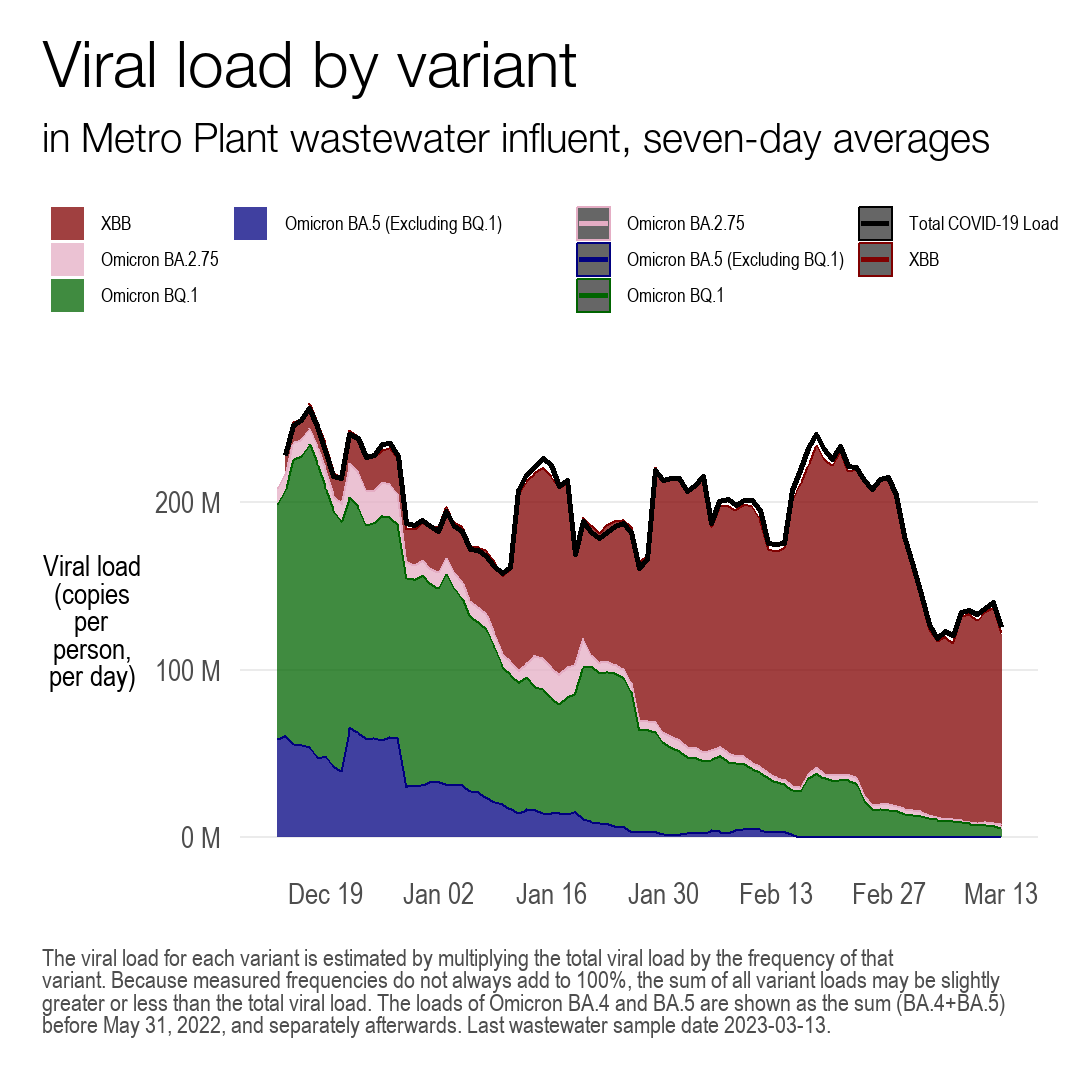 Viral load by variant
in Metro Plant wastewater influent, seven-day averages
XBB
Omicron BA.5 (Excluding BQ.1)
Omicron BA.2.75
Total COVID-19 Load
Omicron BA.2.75
Omicron BA.5 (Excluding BQ.1)
XBB
Omicron BQ.1
Omicron BQ.1
200 M
Viral load
(copies
per
person,
per day)
100 M
0 M
Dec 19
Jan 02
Jan 16
Jan 30
Feb 13
Feb 27
Mar 13
The viral load for each variant is estimated by multiplying the total viral load by the frequency of that
variant. Because measured frequencies do not always add to 100%, the sum of all variant loads may be slightly
greater or less than the total viral load. The loads of Omicron BA.4 and BA.5 are shown as the sum (BA.4+BA.5)
before May 31, 2022, and separately afterwards. Last wastewater sample date 2023-03-13.